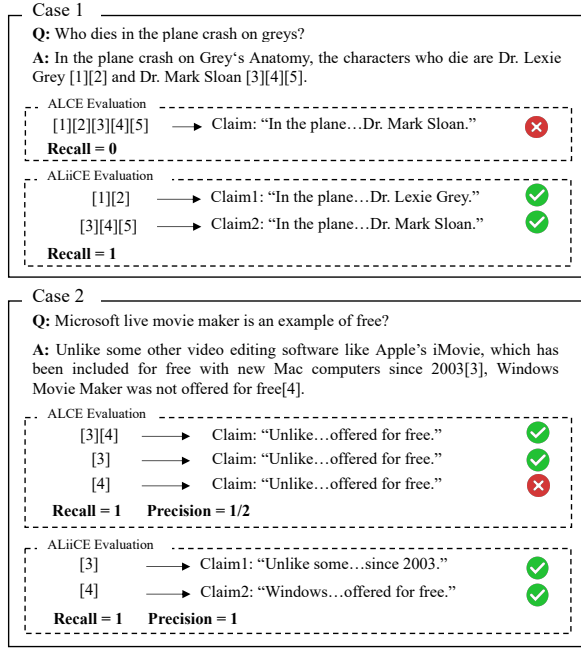 Case 1
Q: Who dies in the plane crash on greys?
A: In the plane crash on Grey‘s Anatomy, the characters who die are Dr. Lexie
Grey [1][2] and Dr. Mark Sloan [3][4][5].
ALCE Evaluation
[1][2][3][4][5] Claim: “In the plane…Dr. Mark Sloan.”
Recall = 0
ALiiCE Evaluation
[1][2] Claim1: “In the plane…Dr. Lexie Grey.”
[3][4][5] Claim2: “In the plane…Dr. Mark Sloan.”
Recall = 1
Case 2
Q: Microsoft live movie maker is an example of free?
A: Unlike some other video editing software like Apple’s iMovie, which has
been included for free with new Mac computers since 2003[3], Windows
Movie Maker was not offered for free[4].
ALCE Evaluation
[3][4] Claim: “Unlike…offered for free.”
[3] Claim: “Unlike…offered for free.”
[4] Claim: “Unlike…offered for free.”
Recall = 1 Precision = 1/2
ALiiCE Evaluation
[3] Claim1: “Unlike some…since 2003.”
[4] Claim2: “Windows…offered for free.”
Recall = 1 Precision = 1